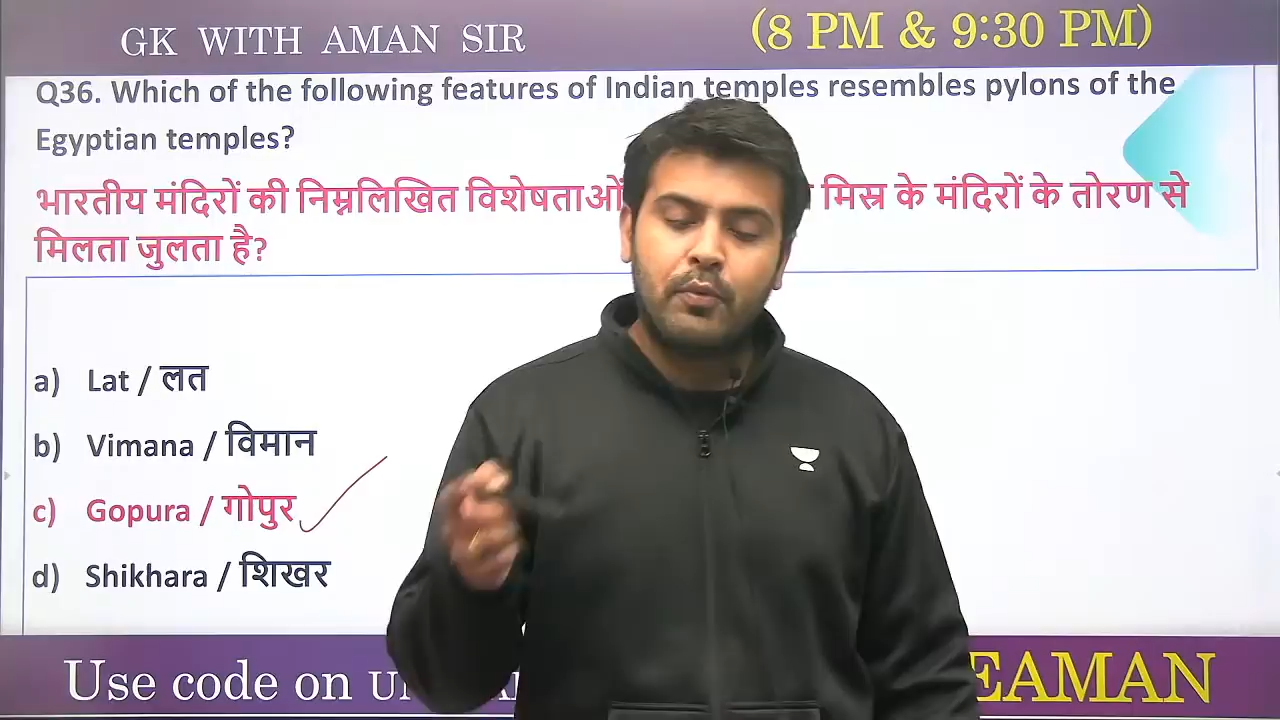 GK WITH AMAN SIR
(8 PM & 9:30 PM)
Q36. Which of the following features of Indian temples resembles pylons of the
Egyptian temples?
भारतीय मंदिरों की निम्नलिखित विशेषताओं मिस्र के मंदिरों के तोरण से
मिलता जुलता है?
a) Lat / लत
b) Vimana / विमान
c) Gopura / गोपुर
d) Shikhara / शिखर
Use code on